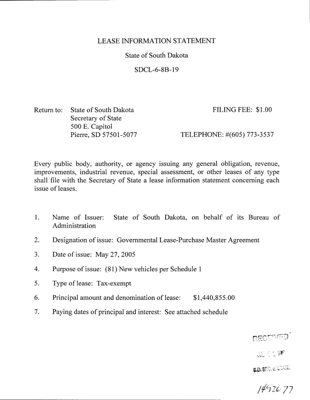 LEASE INFORMATION STATEMENT
State of South Dakota
SDCL-6-8B-19
Return to: State of South Dakota FILING FEE: $1.00
Secretary of State
500 E. Capitol
Pierre, SD 57501-5077 TELEPHONE: #(605) 773-3537
Every public body, authority, or agency issuing any general obligation, revenue,
improvements, industrial revenue, special assessment, or other leases of any type
shall file with the Secretary of State a lease information statement concerning each
issue of leases.
1. Name of Issuer: State of South Dakota, on behalf of its Bureau of
Administration
2. Designation of issue: Governmental Lease-Purchase Master Agreement
3. Date of issue: May 27, 2005
4. Purpose of issue: (81) New vehicles per Schedule 1
5. Type of lease: Tax-exempt
6. Principal amount and denomination of lease: $1,440,855.00
7. Paying dates of principal and interest: See attached schedule
RECEIVED